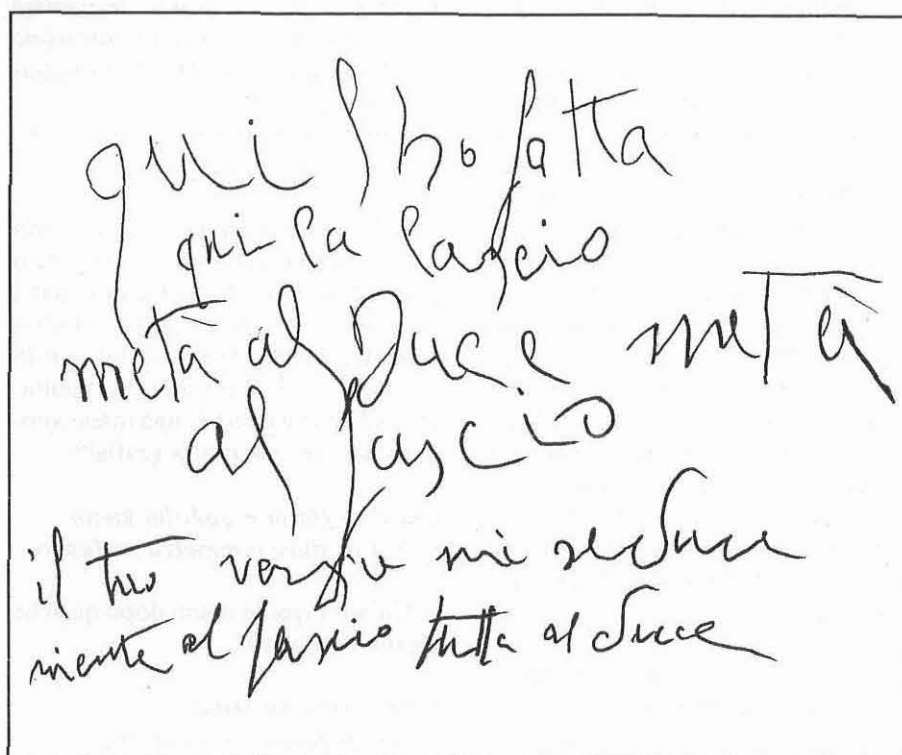 qui l'ho fatta
qui la lascio
metà al Duce metà
al fascio
il tuo verso mi seduce
niente al fascio tutta al duce